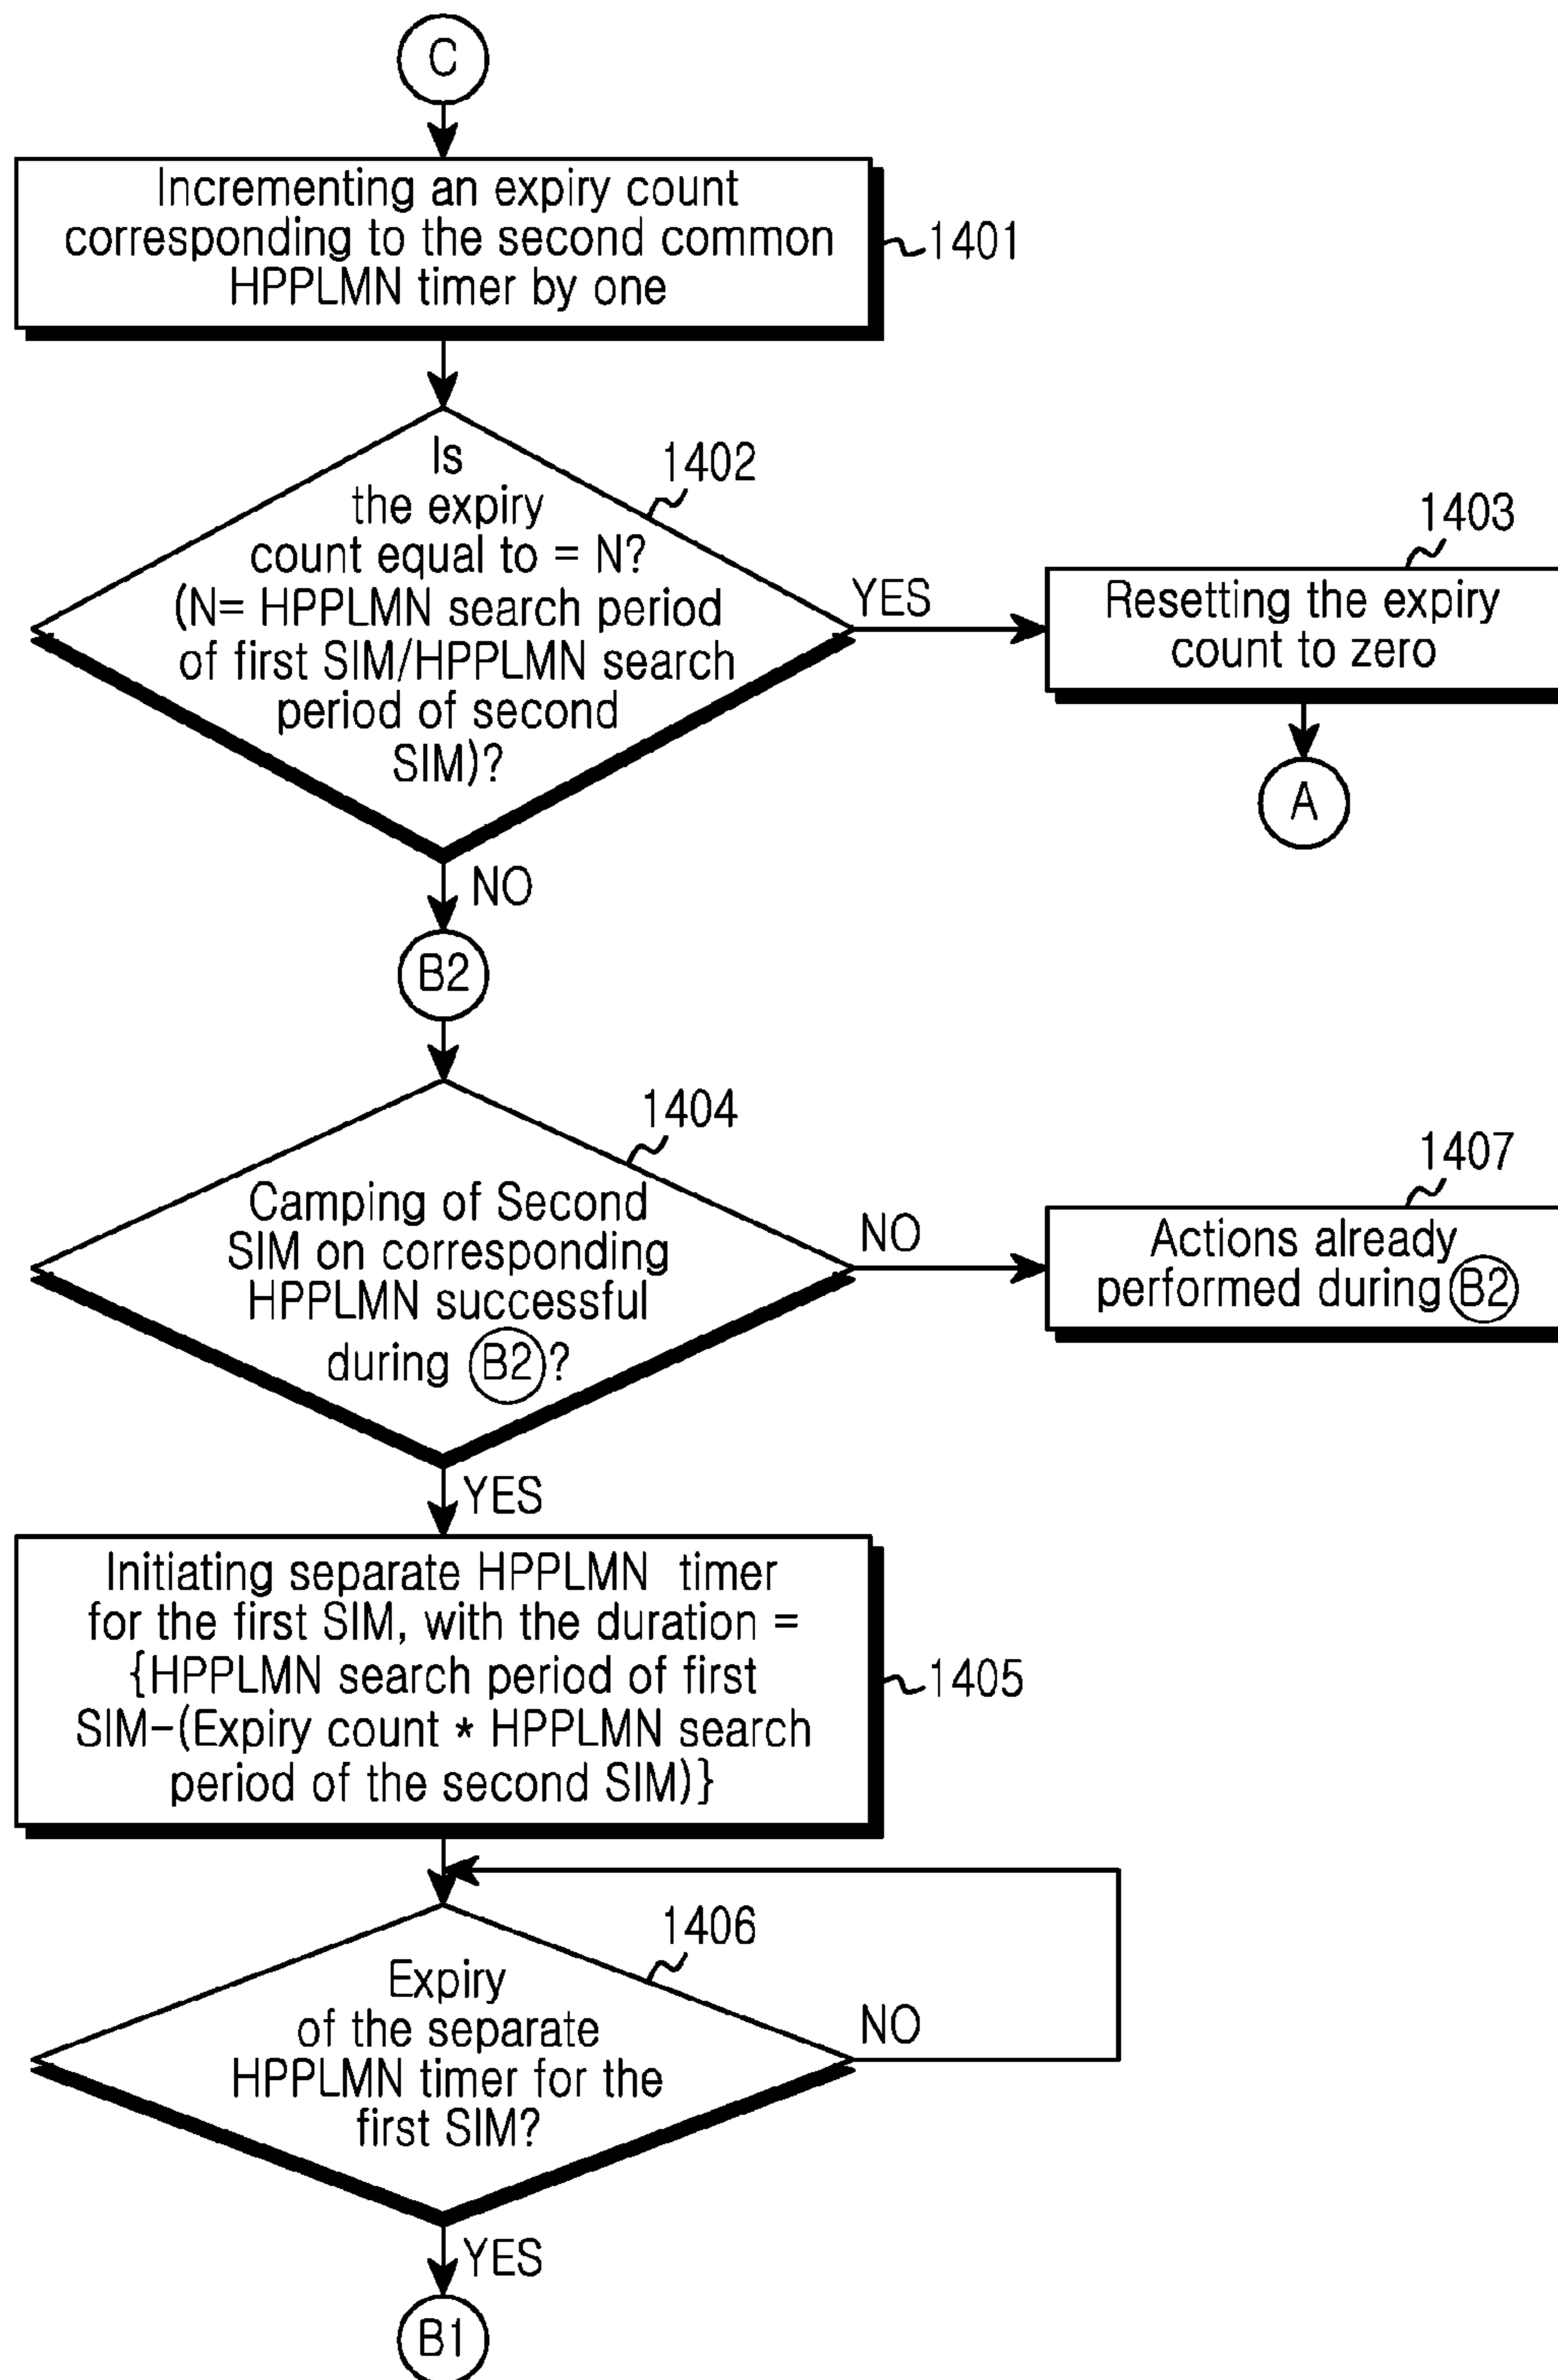 C
Incrementing an expiry count
corresponding to the second common
HPPLMN timer by one
1401
Is
the expiry
count equal to = N?
(N= HPPLMN search period
of first SIM/HPPLMN search
period of second
SIM)?
1402
YES
1403
Resetting the expiry
count to zero
A
NO
B2
1404
Camping of Second
SIM on corresponding
HPPLMN successful
during B2?
NO
1407
Actions already
performed during B2
YES
Initiating separate HPPLMN timer
for the first SIM, with the duration =
{HPPLMN search period of first
SIM-(Expiry count * HPPLMN search
period of the second SIM)}
1405
1406
Expiry
of the separate
HPPLMN timer for the
first SIM?
NO
YES
B1